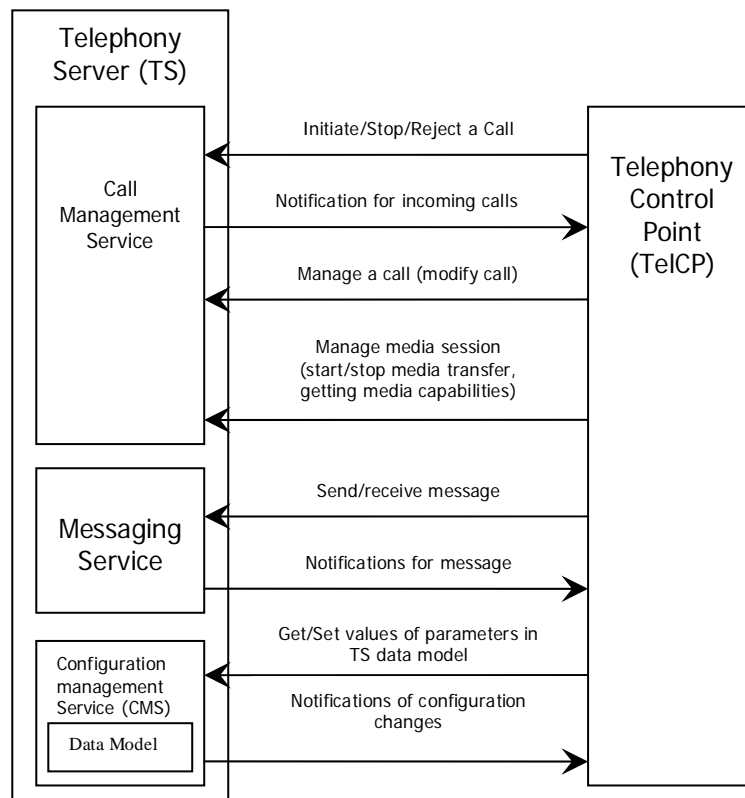 Telephony
Server (TS)
Call
Management
Service
Initiate/Stop/Reject a Call
Notification for incoming calls
Manage a call (modify call)
Manage media session
(start/stop media transfer,
getting media capabilities)
Telephony
Control
Point
(TelCP)
Messaging
Service
Send/receive message
Notifications for message
Configuration
management
Service (CMS)
Data Model
Get/Set values of parameters in
TS data model
Notifications of configuration
changes